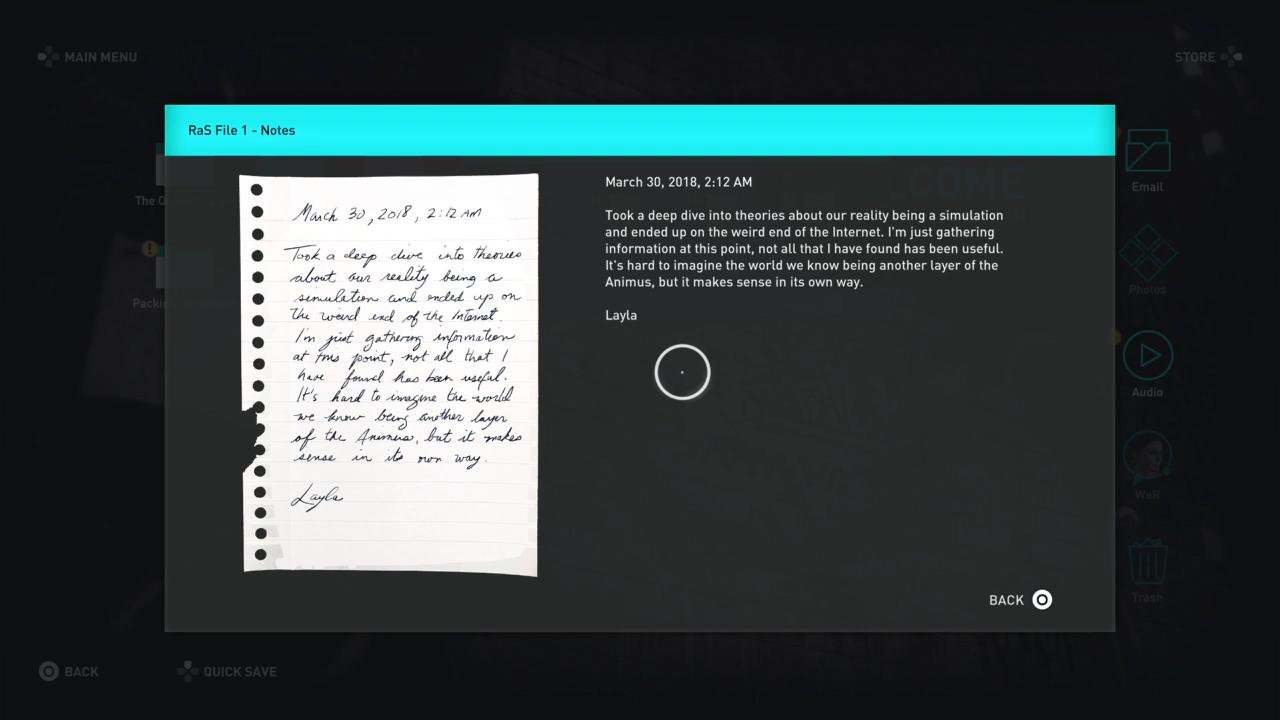 MAIN MENU
STORE
RaS File 1 - Notes
March 30, 2018, 2:12 AM
Took a deep dive into theories
about our reality being a
simulation and ended up on
the weird end of the Internet.
I'm just gathering information
at this point, not all that I
have found has been useful.
It's hard to imagine the world
we know being another layer
of the Animus, but it makes
sense in its own way.
Layla
March 30, 2018, 2:12 AM
Took a deep dive into theories about our reality being a simulation
and ended up on the weird end of the Internet. I'm just gathering
information at this point, not all that I have found has been useful.
It's hard to imagine the world we know being another layer of the
Animus, but it makes sense in its own way.
Layla
BACK
Email
Photos
Audio
WeR
Trash
BACK
QUICK SAVE